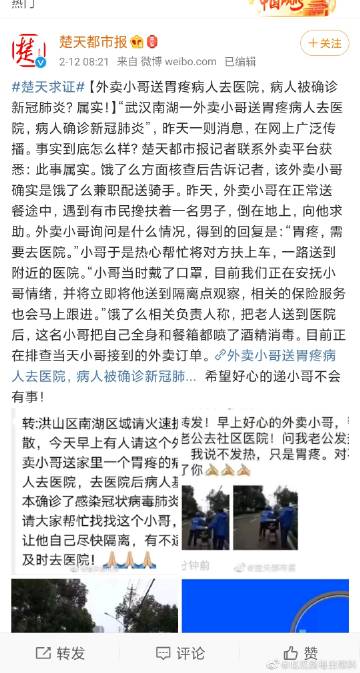 热门
楚天都市报
2-12 08:21 来自 微博 weibo.com
+关注
#楚天求证#【外卖小哥送胃疼病人去医院，病人被确诊
新冠肺炎？属实！】“武汉南湖一外卖小哥送胃疼病人去医
院，病人确诊新冠肺炎”，昨天一则消息，在网上广泛传
播。事实到底怎么样？楚天都市报记者联系外卖平台获
悉：此事属实。饿了么方面核查后告诉记者，该外卖小哥
确实是饿了么兼职配送骑手。昨天，外卖小哥在正常送
餐途中，遇到有市民搀扶着一名男子，倒在地上，向他求
助。外卖小哥询问是什么情况，得到的回复是：“胃疼，需
要去医院。”小哥于是热心帮忙将对方扶上车，一路送到
附近的医院。“小哥当时戴了口罩，目前我们正在安抚小
哥情绪，并将立即将他送到隔离点观察，相关的保险服务
也会马上跟进。”饿了么相关负责人称，把老人送到医院
后，这名小哥把自己全身和餐箱都喷了酒精消毒。目前正
在排查当天小哥接到的外卖订单。外卖小哥送胃疼病
人去医院，病人被确诊新冠肺... 希望好心的递小哥不会
有事！
转:洪山区南湖区域请火速扩
散，今天早上有人请这个外
卖小哥送家里一个胃疼的病
人去医院，去医院后病人基
本确诊了感染冠状病毒肺炎
请大家帮忙找找这个小哥，
让他自己尽快隔离，有不适
及时去医院！🙏🙏🙏
转发！早上好心的外卖小哥，
老公去社区医院！问我老公发
我说不发热，只是胃疼。对
了你🙏🙏🙏🙏
分钟前
@楚天都市报
@楚天都市报
转发
评论
赞